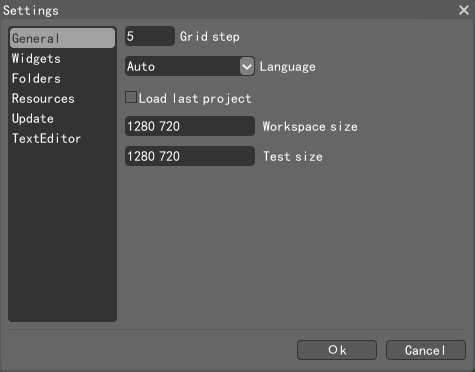 Settings
General
Widgets
Folders
Resources
Update
TextEditor
5 Grid step
Auto Language
Load last project
1280 720 Workspace size
1280 720 Test size
Ok Cancel